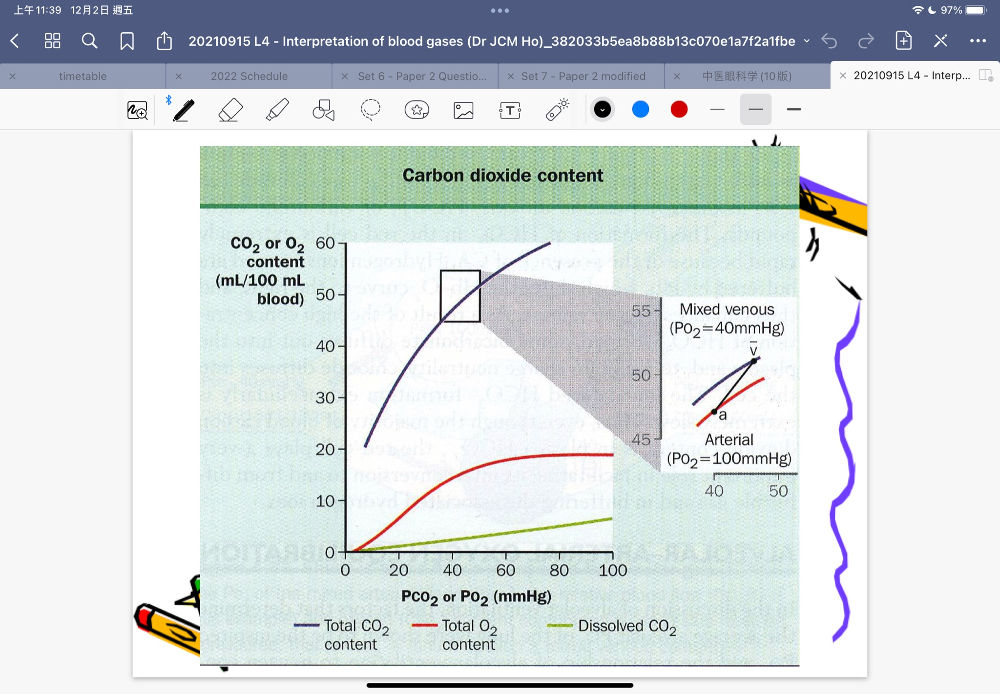 上午11:39 12月2日 週五
97%
20210915 L4 - Interpretation of blood gases (Dr JCM Ho)_382033b5ea8b88b13c070e1a7f2a1fbe
timetable
2022 Schedule
Set 6 - Paper 2 Questio...
Set 7 - Paper 2 modified
中医眼科学 (10版)
20210915 L4 - Interp...
T
Carbon dioxide content
CO₂ or O₂
content
(mL/100 mL
blood)
60
50
40
30
20
10
0
0 20 40 60 80 100
PCO₂ or PO₂ (mmHg)
55
50
45
Mixed venous
(PO₂=40mmHg)
v̄
a
Arterial
(PO₂=100mmHg)
40 50
Total CO₂
content
Total O₂
content
Dissolved CO₂